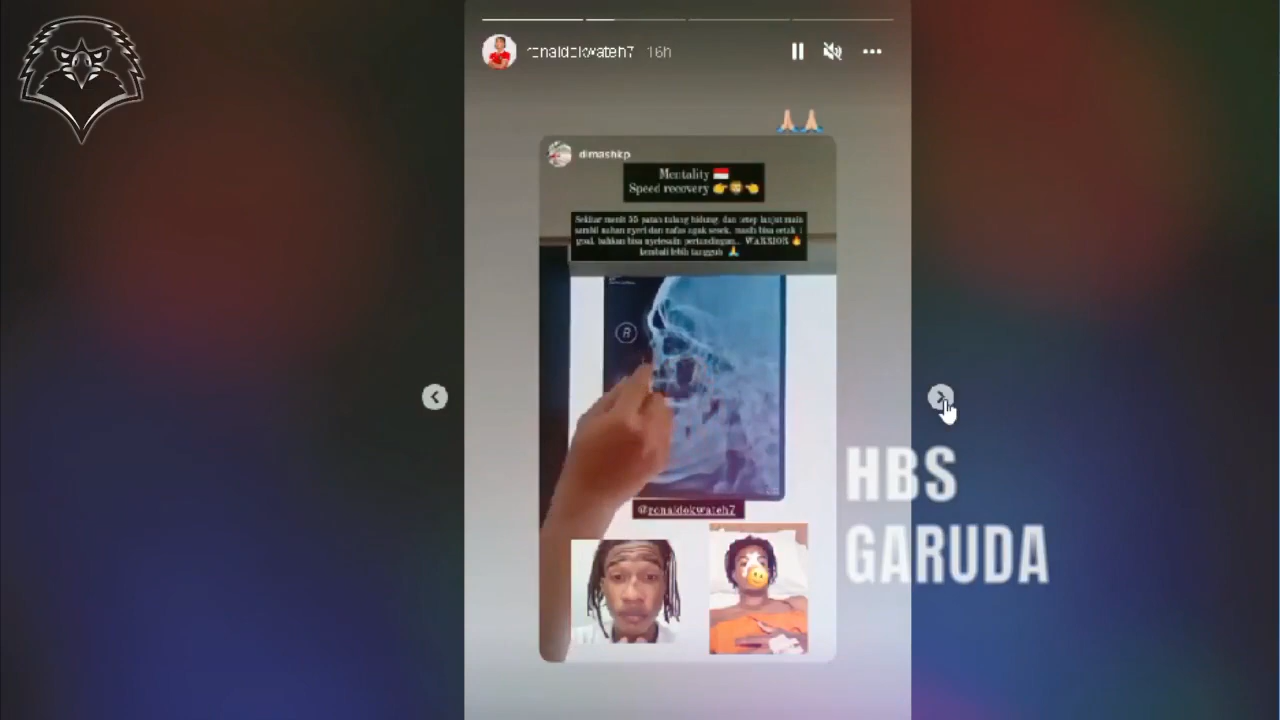 ronaldokwateh7 16h
dimashkp
Mentality
Speed recovery
Sekitar menit 55 patah tulang hidung, dan tetep lanjut main
sambil nahan nyeri dan nafas agak sesek, masih bisa cetak 1
goal, bahkan bisa nyelesain pertandingan... WARRIOR
kembali lebih tangguh
R
@ronaldokwateh7
HBS
GARUDA